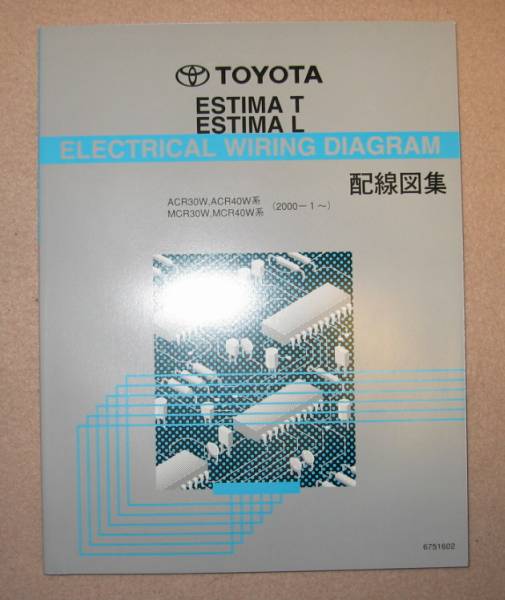 TOYOTA
ESTIMA T
ESTIMA L
ELECTRICAL WIRING DIAGRAM
配線図集
ACR30W,ACR40W系
MCR30W,MCR40W系 (2000−1〜)
6751602